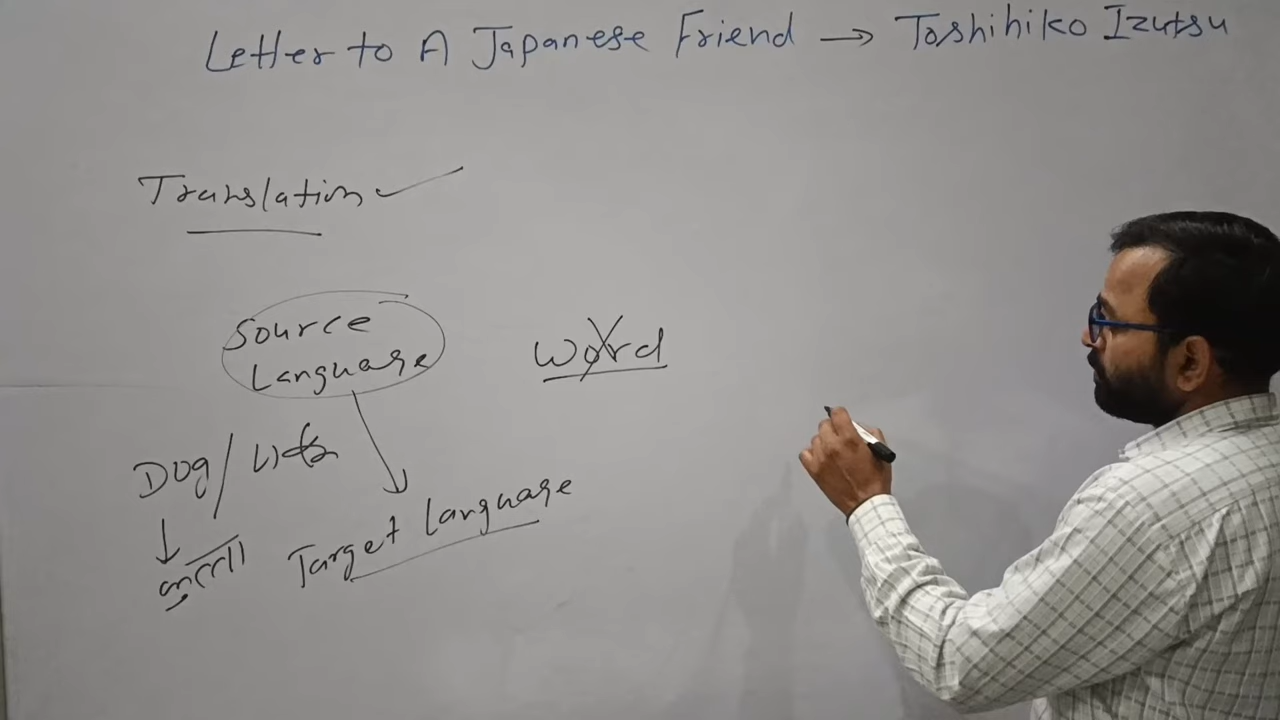 Letter to A Japanese Friend → Toshihiko Izutsu
Translation ✓
Source
Language
Word
Dog/
Target Language